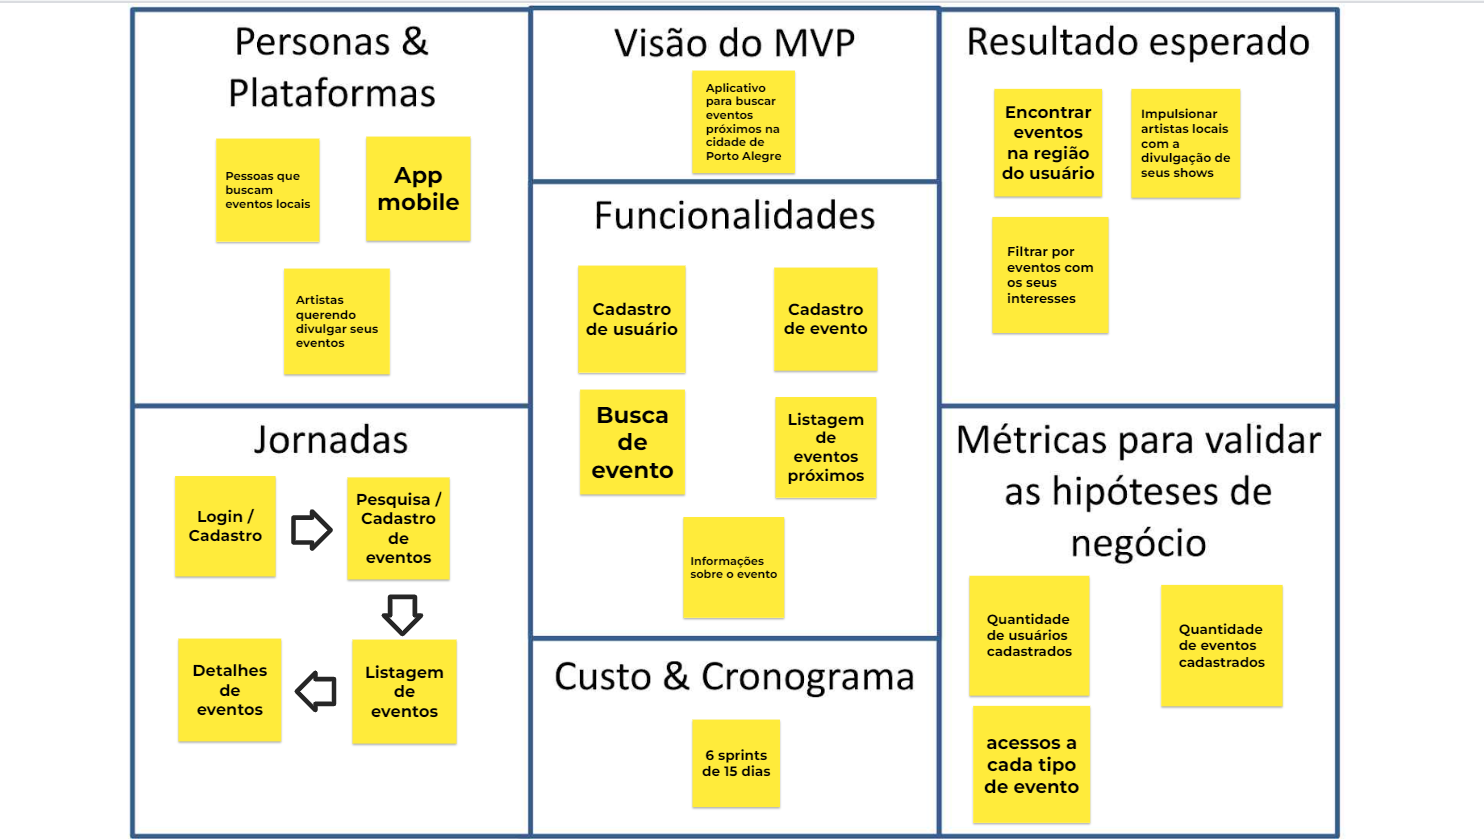 Personas &
Plataformas
Pessoas que
buscam
eventos locais
App
mobile
Artistas
querendo
divulgar seus
eventos
Visão do MVP
Aplicativo
para buscar
eventos
próximos na
cidade de
Porto Alegre
Resultado esperado
Encontrar
eventos
na região
do usuário
Impulsionar
artistas locais
com a
divulgação de
seus shows
Filtrar por
eventos com
os seus
interesses
Funcionalidades
Cadastro
de usuário
Cadastro
de evento
Busca
de
evento
Listagem
de
eventos
próximos
Informações
sobre o evento
Jornadas
Login /
Cadastro
Pesquisa /
Cadastro
de
eventos
Listagem
de
eventos
Detalhes
de
eventos
Custo & Cronograma
6 sprints
de 15 dias
Métricas para validar
as hipóteses de
negócio
Quantidade
de usuários
cadastrados
Quantidade
de eventos
cadastrados
acessos a
cada tipo
de evento